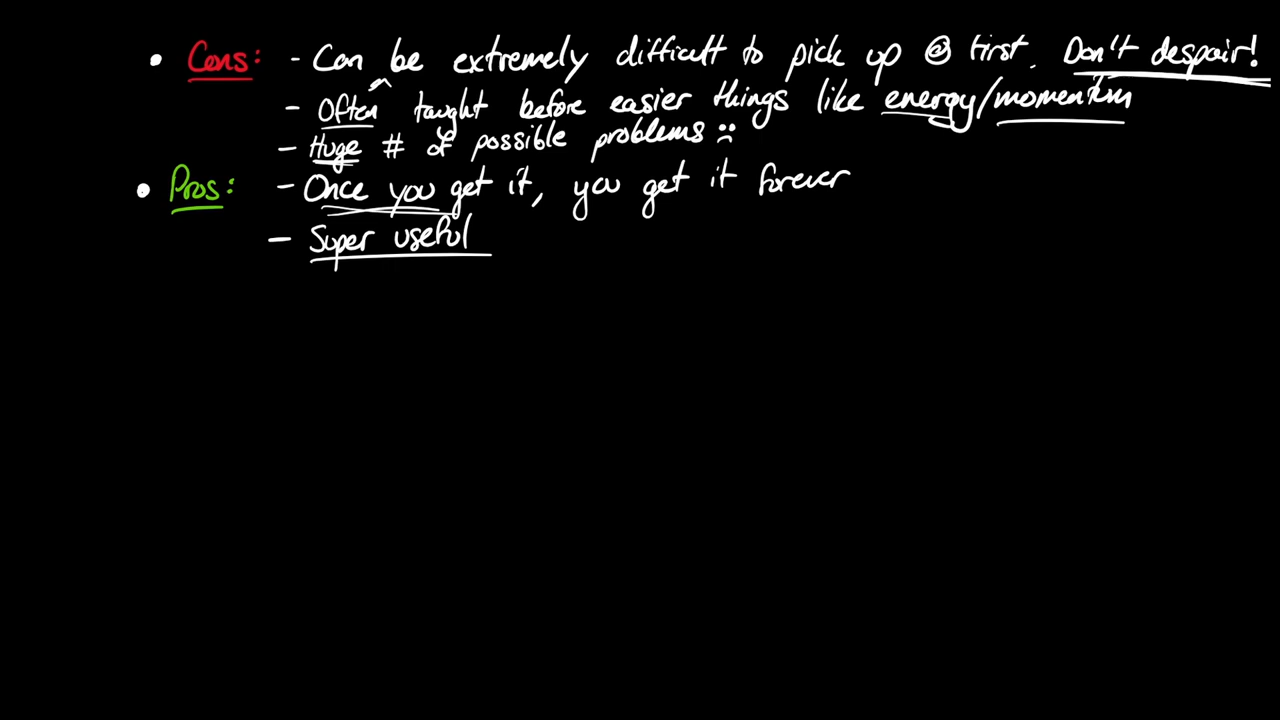 • Cons: - Can be extremely difficult to pick up @ first. Don't despair!
- Often taught before easier things like energy/momentum
- Huge # of possible problems :(
• Pros: - Once you get it, you get it forever
- Super useful